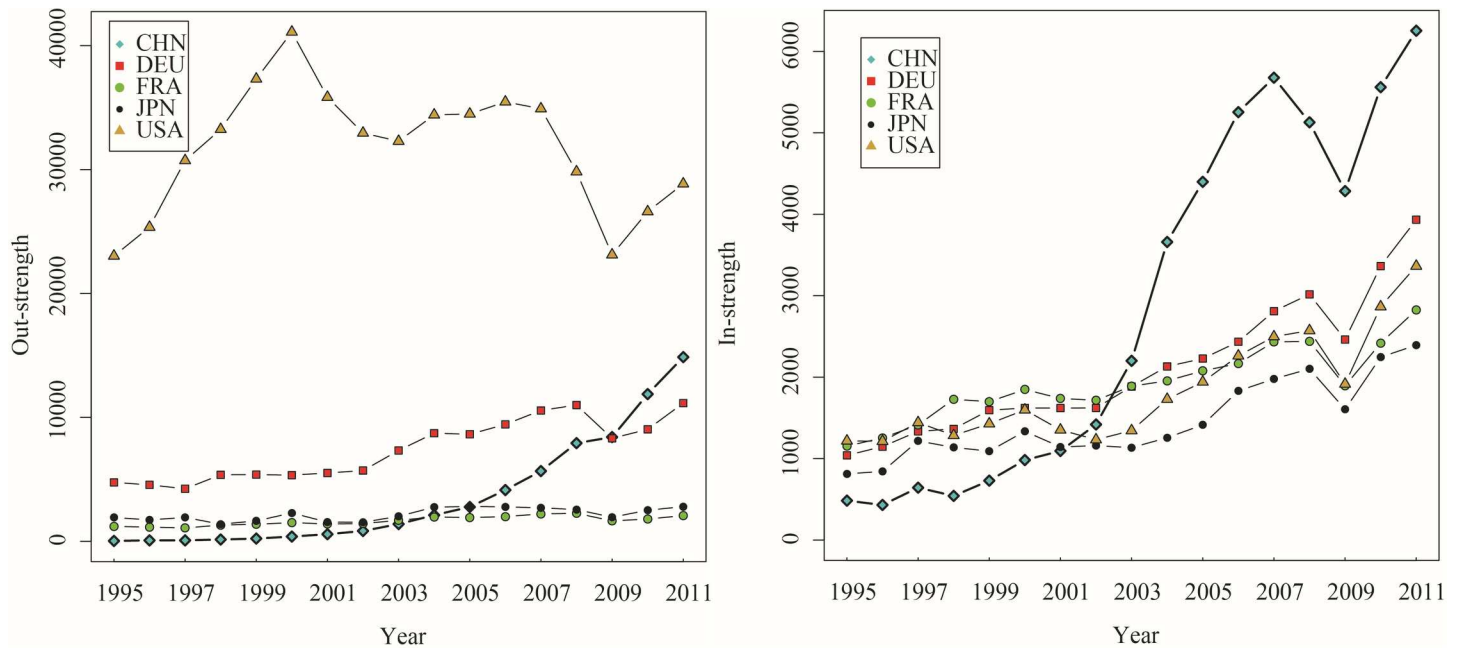 Out-strength
0
10000
20000
30000
40000
CHN
DEU
FRA
JPN
USA
1995 1997 1999 2001 2003 2005 2007 2009 2011
Year
In-strength
0
1000
2000
3000
4000
5000
6000
CHN
DEU
FRA
JPN
USA
1995 1997 1999 2001 2003 2005 2007 2009 2011
Year